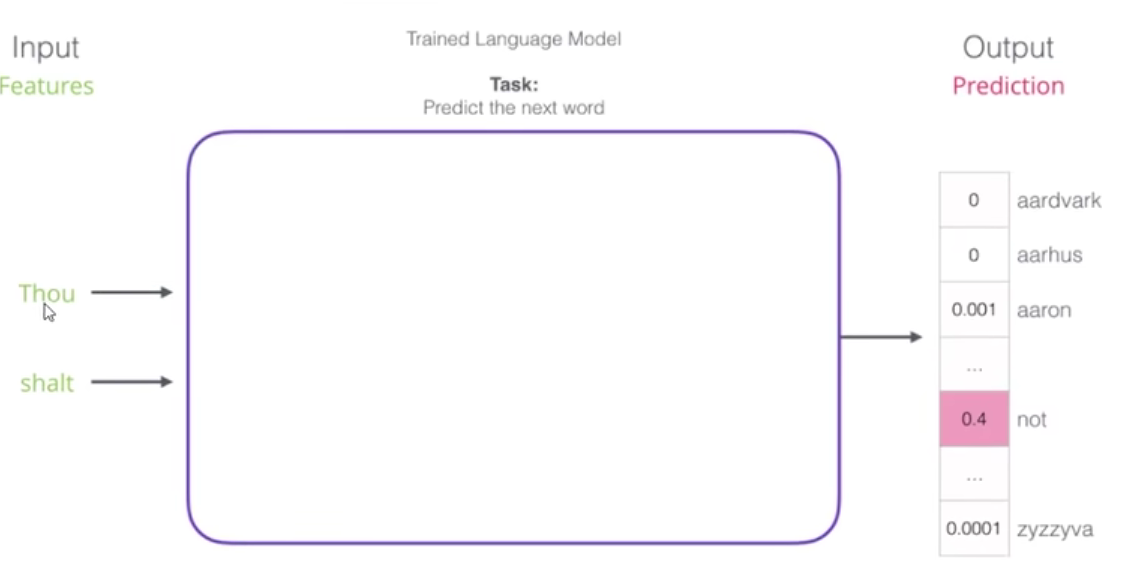 Input
Features
Trained Language Model
Task:
Predict the next word
Output
Prediction
Thou
shalt
0 aardvark
0 aarhus
0.001 aaron
...
0.4 not
...
0.0001 zyzzyva